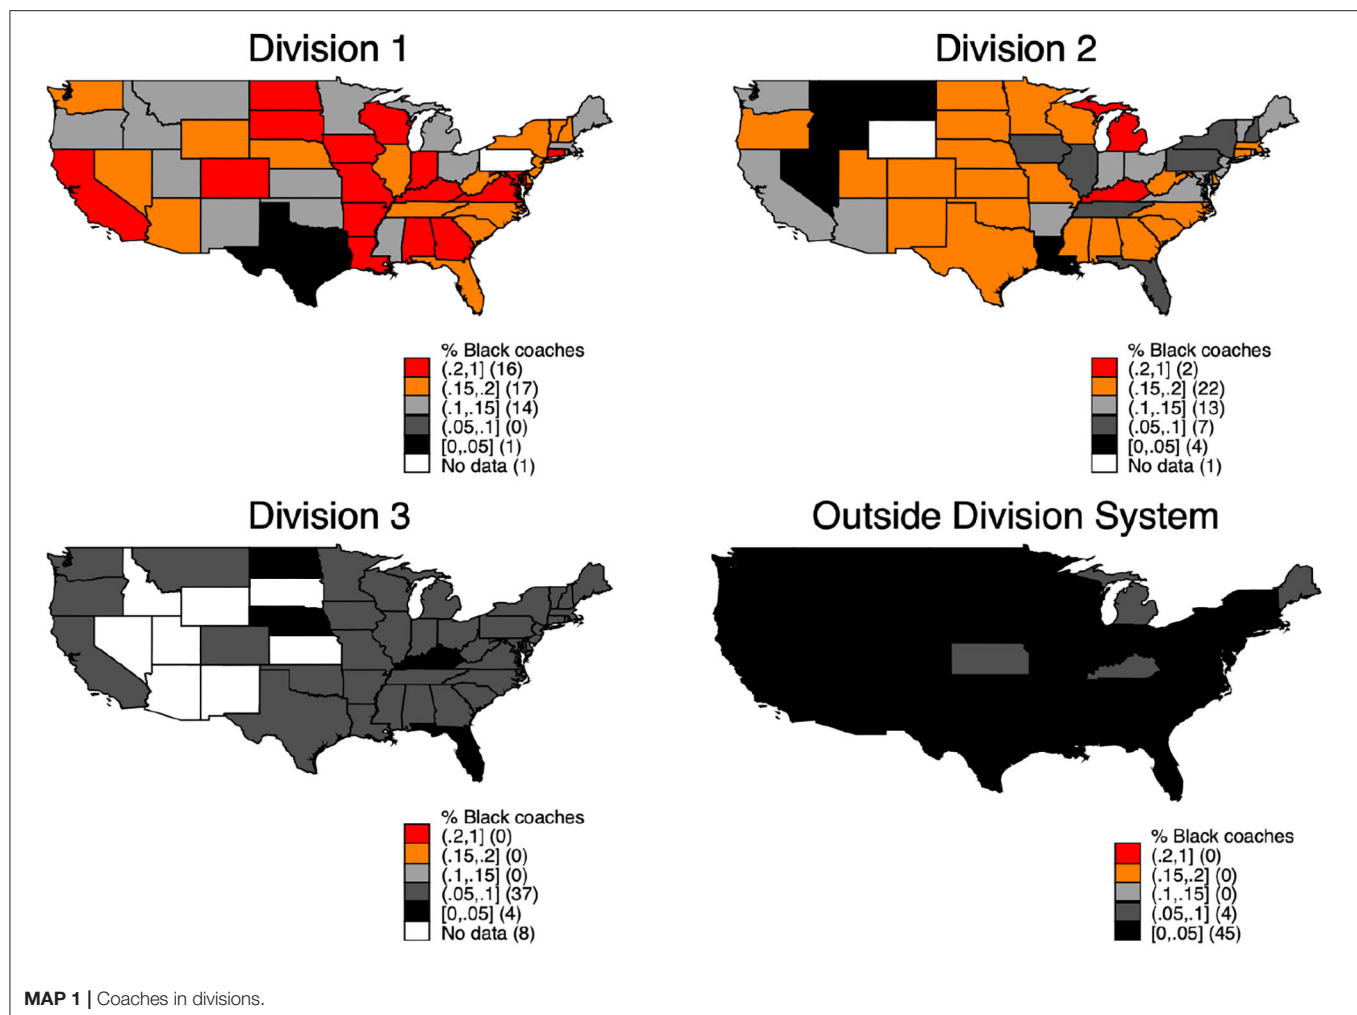 Division 1
Division 2
% Black coaches
(.2,1] (16)
(.15,.2] (17)
(.1,.15] (14)
(.05,.1] (0)
[0,.05] (1)
No data (1)
% Black coaches
(.2,1] (2)
(.15,.2] (22)
(.1,.15] (13)
(.05,.1] (7)
[0,.05] (4)
No data (1)
Division 3
Outside Division System
% Black coaches
(.2,1] (0)
(.15,.2] (0)
(.1,.15] (0)
(.05,.1] (37)
[0,.05] (4)
No data (8)
% Black coaches
(.2,1] (0)
(.15,.2] (0)
(.1,.15] (0)
(.05,.1] (4)
[0,.05] (45)
MAP 1 | Coaches in divisions.